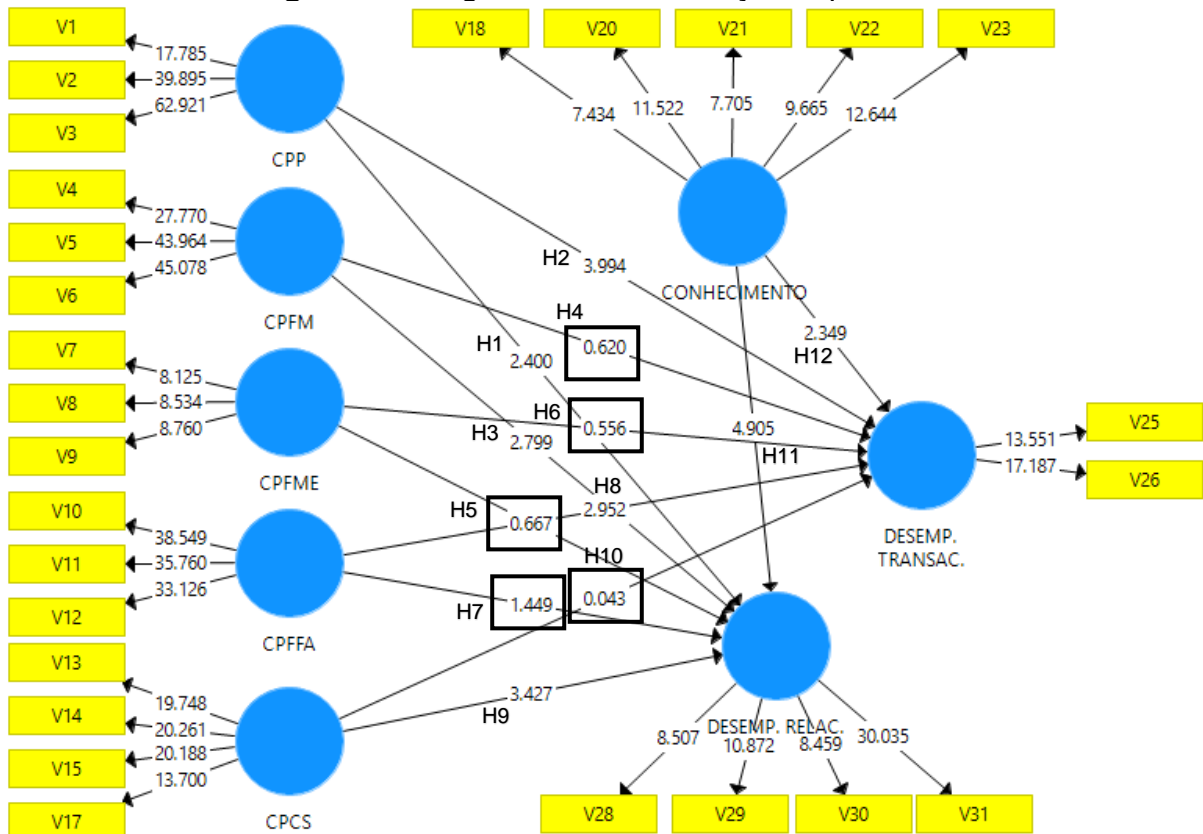 V1
V2
V3
17.785
39.895
62.921
CPP
V4
V5
V6
27.770
43.964
45.078
CPFM
V7
V8
V9
8.125
8.534
8.760
CPFME
V10
V11
V12
38.549
35.760
33.126
CPFFA
V13
V14
V15
V17
19.748
20.261
20.188
13.700
CPCS
V18
V20
V21
V22
V23
7.434
11.522
7.705
9.665
12.644
CONHECIMENTO
H2
3.994
H4
0.620
H1
2.400
H12
2.349
H6
0.556
H3
2.799
4.905
H11
H8
2.952
H5
0.667
H10
0.043
H7
1.449
H9
3.427
V25
V26
13.551
17.187
DESEMP.
TRANSAC.
DESEMP. RELAC.
8.507
10.872
8.459
30.035
V28
V29
V30
V31